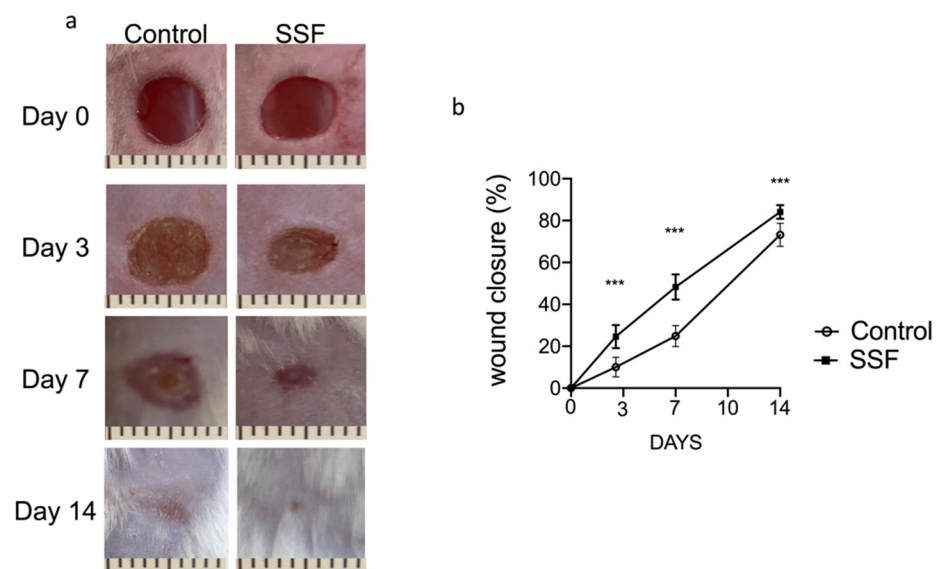 a
Control SSF
Day 0
Day 3
Day 7
Day 14
b
wound closure (%)
100
80
60
40
20
0
***
***
***
0 3 7 10 14
DAYS
Control
SSF